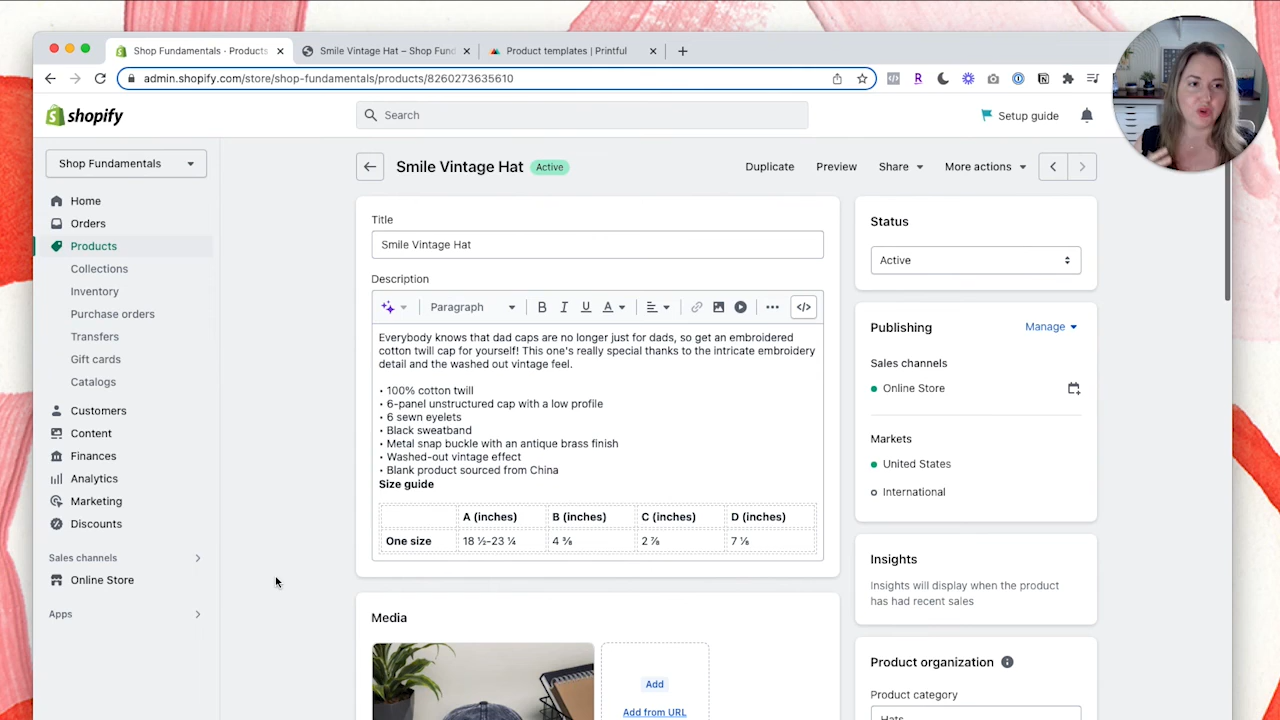 Shop Fundamentals · Products
Smile Vintage Hat – Shop Fund
Product templates | Printful
admin.shopify.com/store/shop-fundamentals/products/8260273635610
shopify
Search
Setup guide
Shop Fundamentals
Home
Orders
Products
Collections
Inventory
Purchase orders
Transfers
Gift cards
Catalogs
Customers
Content
Finances
Analytics
Marketing
Discounts
Sales channels
Online Store
Apps
Smile Vintage Hat Active
Duplicate Preview Share More actions
Title
Smile Vintage Hat
Description
Paragraph B I U A </>
Everybody knows that dad caps are no longer just for dads, so get an embroidered
cotton twill cap for yourself! This one's really special thanks to the intricate embroidery
detail and the washed out vintage feel.
• 100% cotton twill
• 6-panel unstructured cap with a low profile
• 6 sewn eyelets
• Black sweatband
• Metal snap buckle with an antique brass finish
• Washed-out vintage effect
• Blank product sourced from China
Size guide
A (inches) B (inches) C (inches) D (inches)
One size 18 ½-23 ¼ 4 ⅜ 2 ⅞ 7 ⅛
Media
Add
Add from URL
Status
Active
Publishing
Manage
Sales channels
Online Store
Markets
United States
International
Insights
Insights will display when the product
has had recent sales
Product organization
Product category
Hats